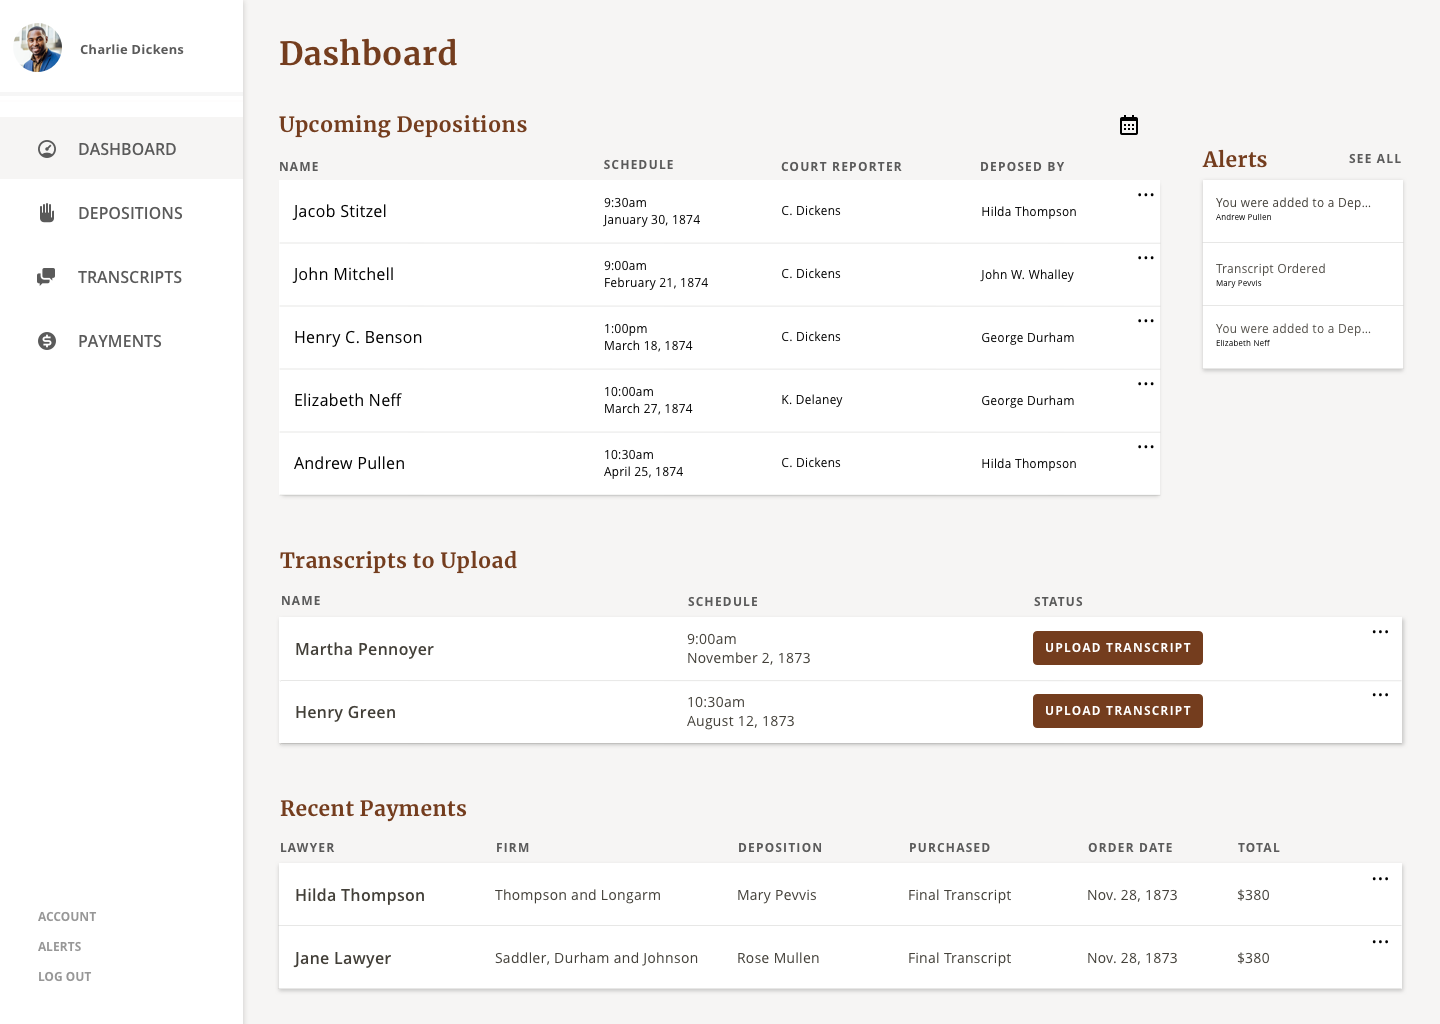 Charlie Dickens
DASHBOARD
DEPOSITIONS
TRANSCRIPTS
PAYMENTS
ACCOUNT
ALERTS
LOG OUT
Dashboard
Upcoming Depositions
NAME SCHEDULE COURT REPORTER DEPOSED BY
Jacob Stitzel 9:30am January 30, 1874 C. Dickens Hilda Thompson
John Mitchell 9:00am February 21, 1874 C. Dickens John W. Whalley
Henry C. Benson 1:00pm March 18, 1874 C. Dickens George Durham
Elizabeth Neff 10:00am March 27, 1874 K. Delaney George Durham
Andrew Pullen 10:30am April 25, 1874 C. Dickens Hilda Thompson
Alerts SEE ALL
You were added to a Dep...
Andrew Pullen
Transcript Ordered
Mary Pevvis
You were added to a Dep...
Elizabeth Neff
Transcripts to Upload
NAME SCHEDULE STATUS
Martha Pennoyer 9:00am November 2, 1873 UPLOAD TRANSCRIPT
Henry Green 10:30am August 12, 1873 UPLOAD TRANSCRIPT
Recent Payments
LAWYER FIRM DEPOSITION PURCHASED ORDER DATE TOTAL
Hilda Thompson Thompson and Longarm Mary Pevvis Final Transcript Nov. 28, 1873 $380
Jane Lawyer Saddler, Durham and Johnson Rose Mullen Final Transcript Nov. 28, 1873 $380